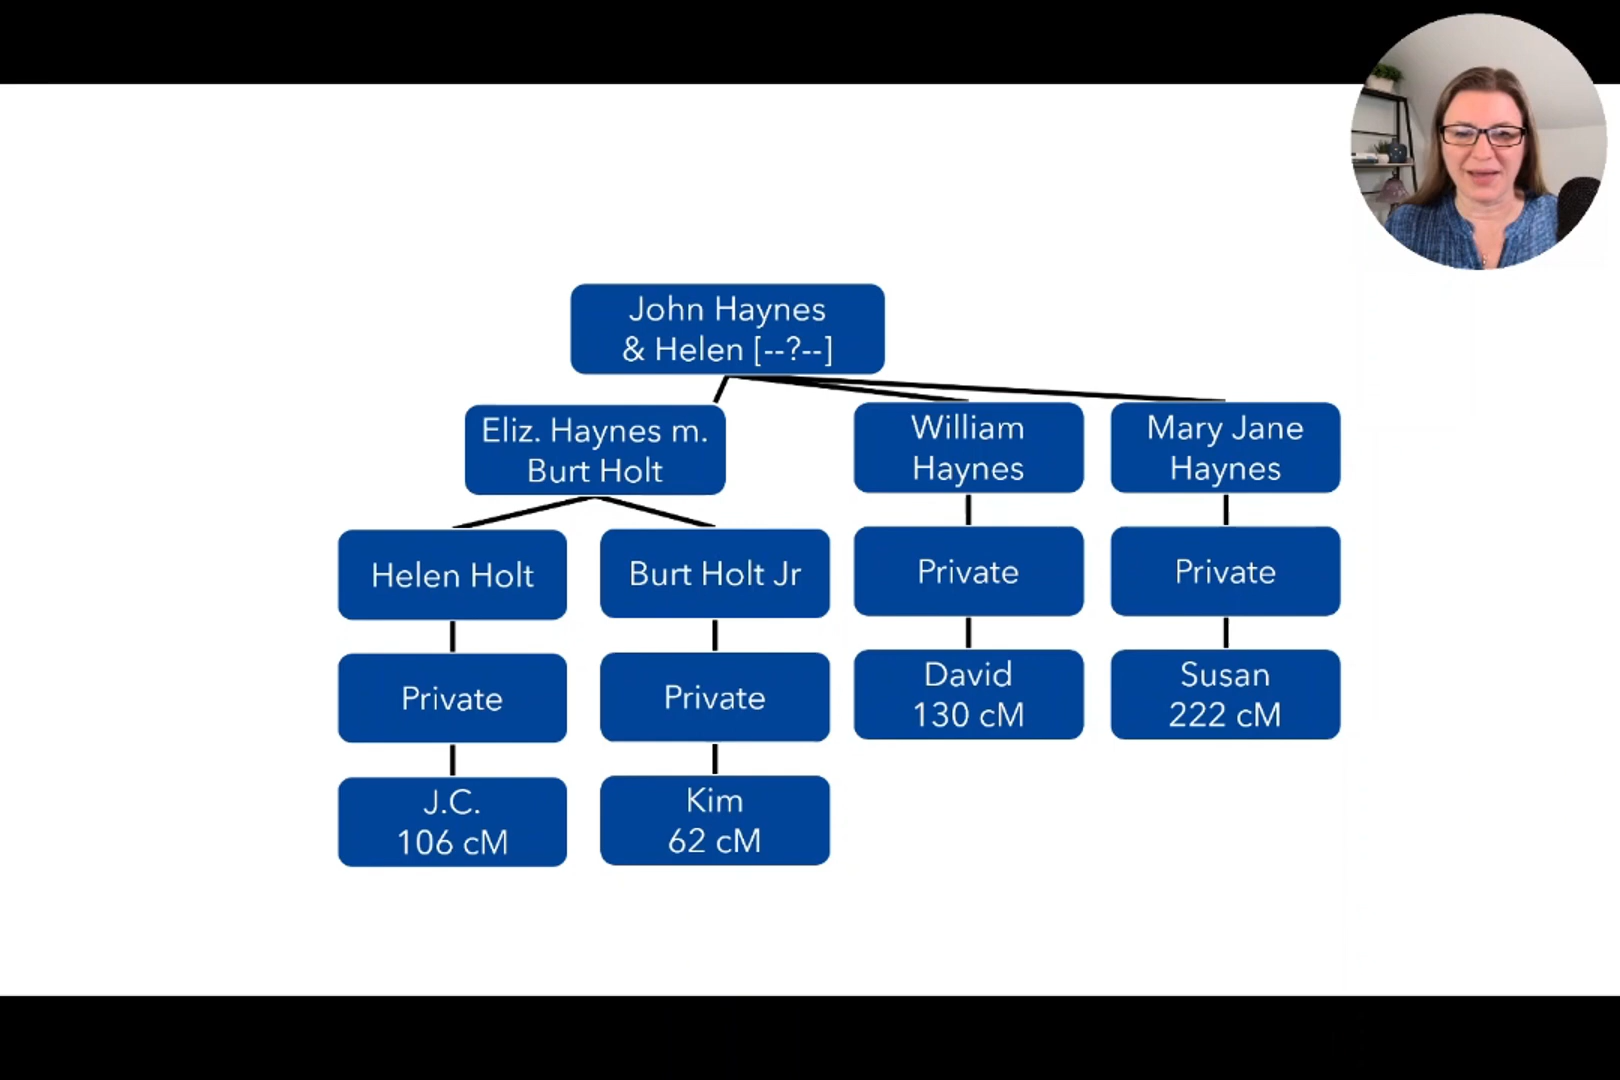 John Haynes
& Helen [--?--]
Eliz. Haynes m.
Burt Holt
William
Haynes
Mary Jane
Haynes
Helen Holt
Burt Holt Jr
Private
Private
Private
Private
David
130 cM
Susan
222 cM
J.C.
106 cM
Kim
62 cM